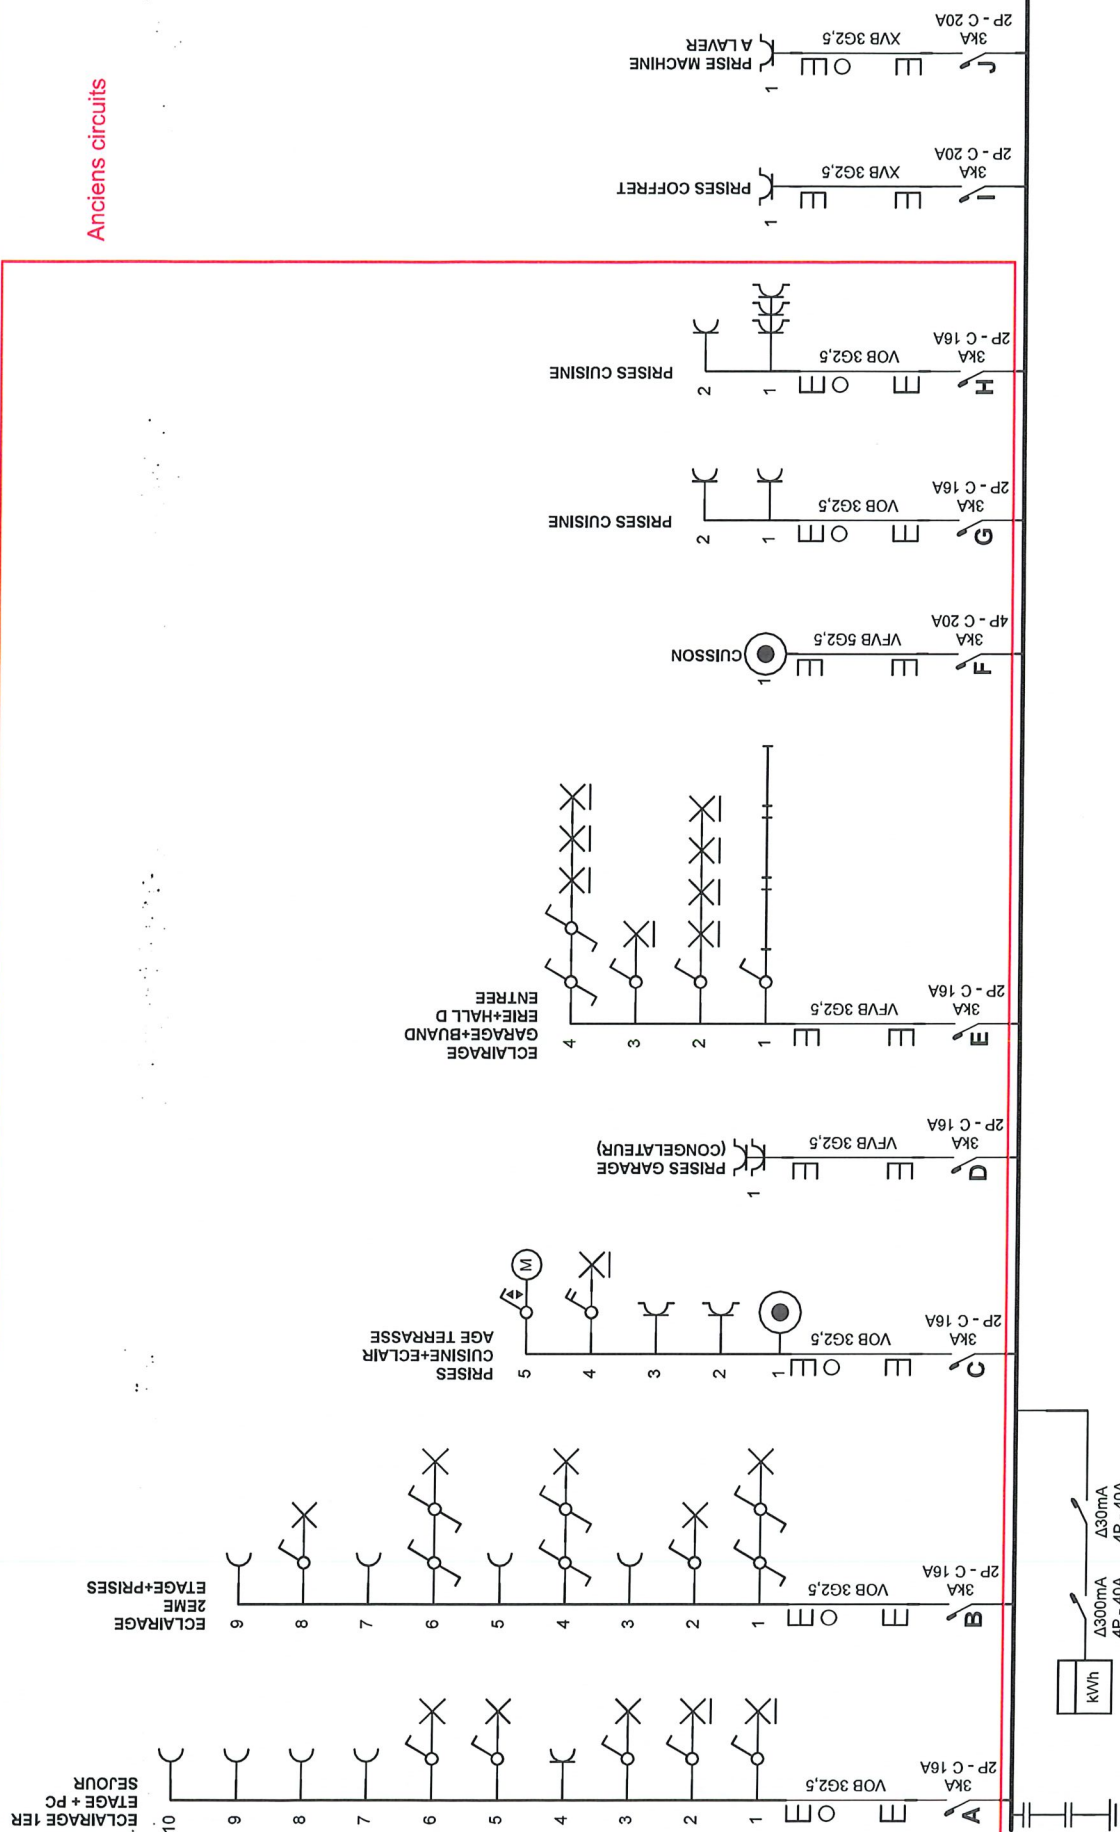 Anciens circuits
PRISE MACHINE
A LAVER
1
XVB 3G2,5
J
3kA
2P - C 20A
PRISES COFFRET
1
XVB 3G2,5
I
3kA
2P - C 20A
PRISES CUISINE
2
1
VOB 3G2,5
H
3kA
2P - C 16A
PRISES CUISINE
2
1
VOB 3G2,5
G
3kA
2P - C 16A
CUISSON
1
VFVB 5G2,5
F
3kA
4P - C 20A
ECLAIRAGE
GARAGE+BUAND
ERIE+HALL D
ENTREE
4
3
2
1
VFVB 3G2,5
E
3kA
2P - C 16A
PRISES GARAGE
(CONGELATEUR)
1
VFVB 3G2,5
D
3kA
2P - C 16A
PRISES
CUISINE+ECLAIR
AGE TERRASSE
M
5
4
3
2
1
VOB 3G2,5
C
3kA
2P - C 16A
ECLAIRAGE
2EME
ETAGE+PRISES
9
8
7
6
5
4
3
2
1
VOB 3G2,5
B
3kA
2P - C 16A
ECLAIRAGE 1ER
ETAGE + PC
SEJOUR
10
9
8
7
6
5
4
3
2
1
VOB 3G2,5
A
3kA
2P - C 16A
kWh
Δ300mA
4P - 40A
Δ30mA
4P - 40A